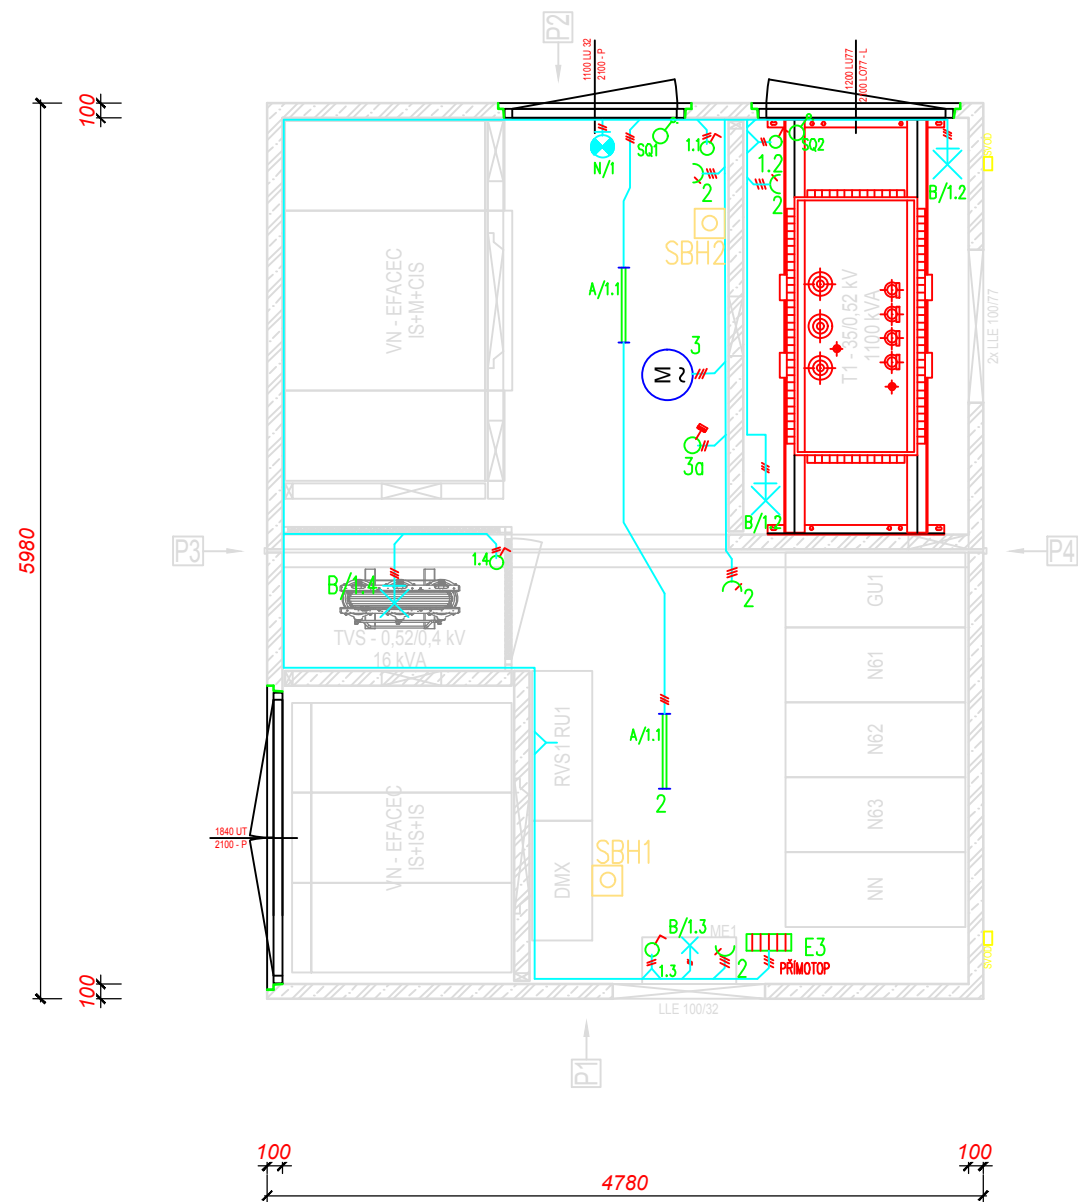 P2
1100 LU 32
2100 - P
1200 LU77
100
SQ1
1.1
1.2
SQ2
N/1
2
2
B/1.2
SBH2
VN - EFACEC
IS+M+CIS
A/1.1
T1 - 35/0,52 kV
1100 kVA
2x LLE 100/77
3
M
~
3a
B/1.2
5980
P3
P4
1.4
B/1.4
2
GU1
TVS - 0,52/0,4 kV
16 kVA
N61
RVS1 RU1
N62
A/1.1
2
N63
1840 UT
2100 - P
VN - EFACEC
IS+IS+IS
SBH1
DMX
NN
B/1.3
ME1
E3
PŘÍMOTOP
1.3
2
100
LLE 100/32
P1
100
100
4780